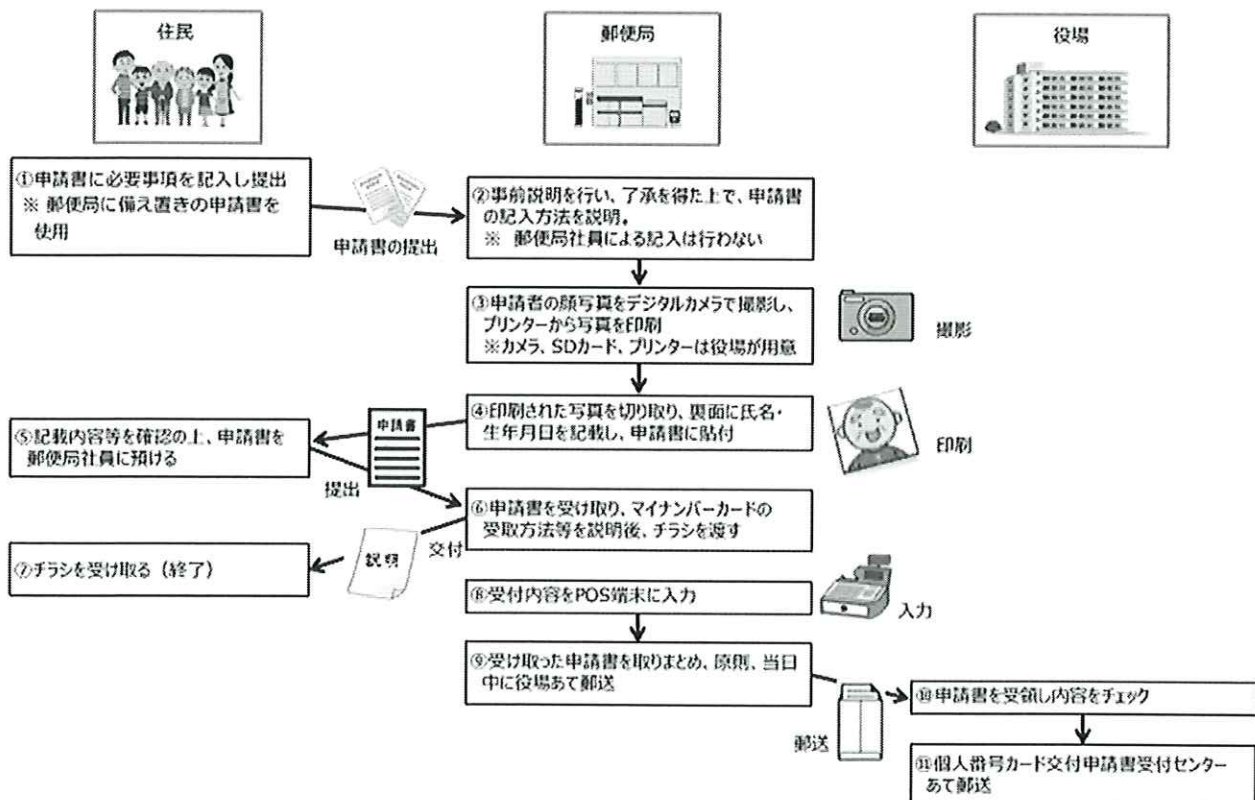 住民
郵便局
役場
①申請書に必要事項を記入し提出
※ 郵便局に備え置きの申請書を
使用
申請書の提出
②事前説明を行い、了承を得た上で、申請書
の記入方法を説明。
※ 郵便局社員による記入は行わない
③申請者の顔写真をデジタルカメラで撮影し、
プリンターから写真を印刷
※カメラ、SDカード、プリンターは役場が用意
撮影
④印刷された写真を切り取り、裏面に氏名・
生年月日を記載し、申請書に貼付
印刷
申請書
⑤記載内容等を確認の上、申請書を
郵便局社員に預ける
提出
⑥申請書を受け取り、マイナンバーカードの
受取方法等を説明後、チラシを渡す
交付
説明
⑦チラシを受け取る（終了）
⑧受付内容をPOS端末に入力
入力
⑨受け取った申請書を取りまとめ、原則、当日
中に役場あて郵送
郵送
⑩申請書を受領し内容をチェック
⑪個人番号カード交付申請書受付センター
あて郵送